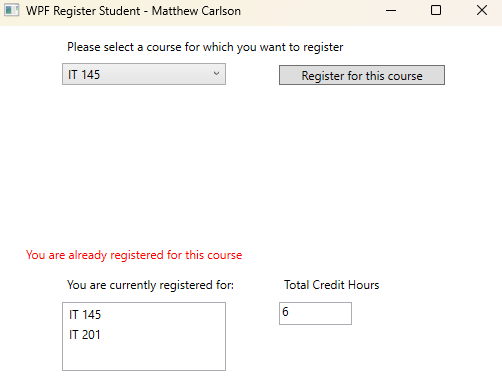 WPF Register Student - Matthew Carlson
Please select a course for which you want to register
IT 145
Register for this course
You are already registered for this course
You are currently registered for:
Total Credit Hours
IT 145
6
IT 201